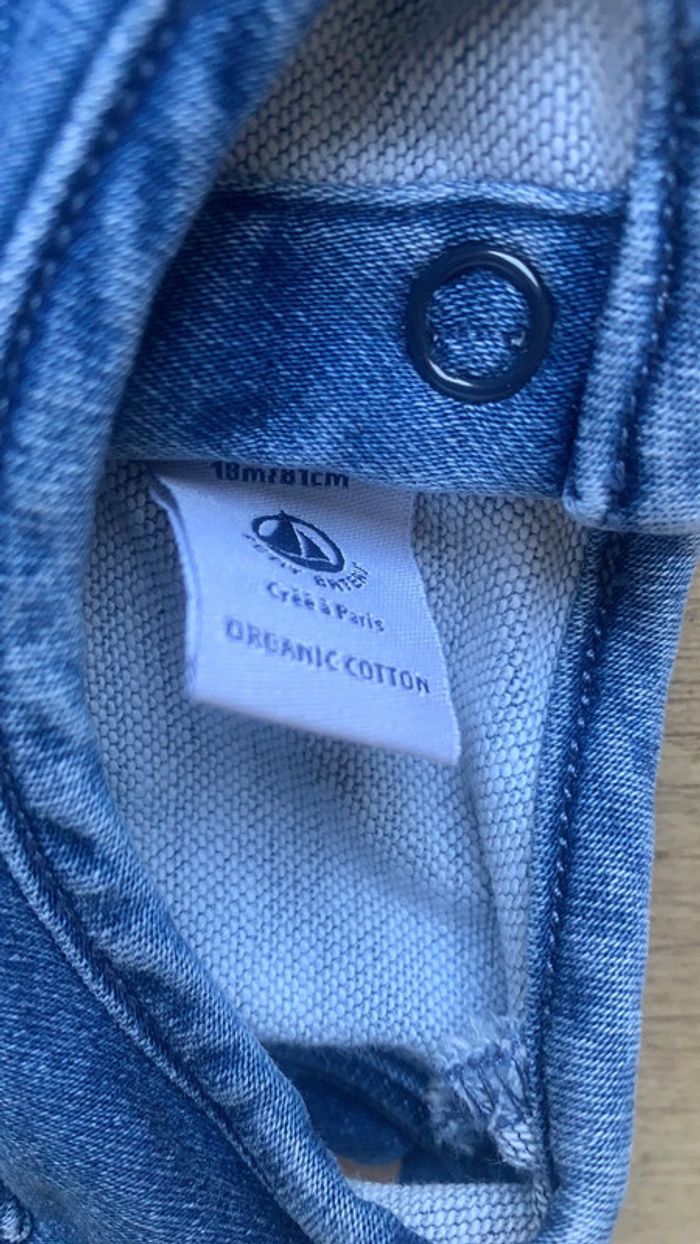 18m/81cm
PETIT BATEAU
Créé à Paris
ORGANIC COTTON